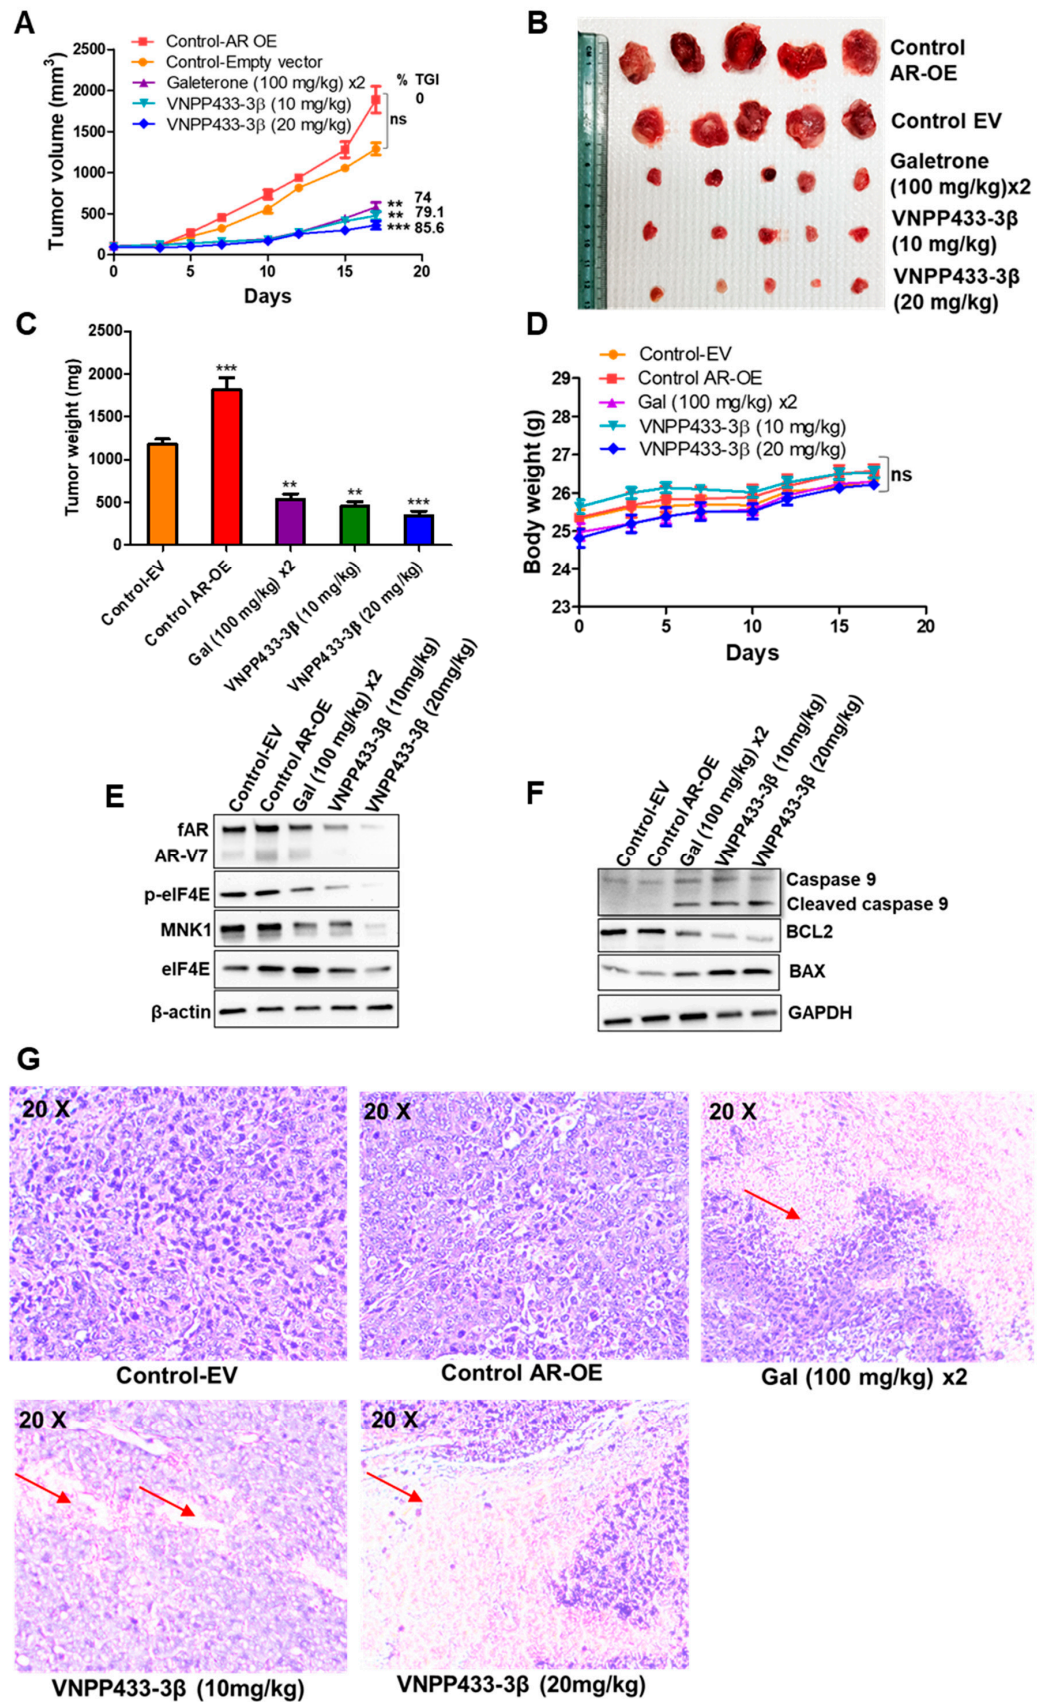 A
Tumor volume (mm³)
2500
2000
1500
1000
500
0
0
5
10
15
20
Days
Control-AR OE
Control-Empty vector
Galeterone (100 mg/kg) x2
VNPP433-3β (10 mg/kg)
VNPP433-3β (20 mg/kg)
% TGI
0
ns
** 74
** 79.1
*** 85.6
B
Control
AR-OE
Control EV
Galetrone
(100 mg/kg)x2
VNPP433-3β
(10 mg/kg)
VNPP433-3β
(20 mg/kg)
C
Tumor weight (mg)
2500
2000
1500
1000
500
0
***
**
**
***
Control-EV
Control AR-OE
Gal (100 mg/kg) x2
VNPP433-3β (10 mg/kg)
VNPP433-3β (20 mg/kg)
D
Control-EV
Control AR-OE
Gal (100 mg/kg) x2
VNPP433-3β (10 mg/kg)
VNPP433-3β (20 mg/kg)
Body weight (g)
29
28
27
26
25
24
23
0
5
10
15
20
Days
ns
E
Control-EV
Control AR-OE
Gal (100 mg/kg) x2
VNPP433-3β (10mg/kg)
VNPP433-3β (20mg/kg)
fAR
AR-V7
p-eIF4E
MNK1
eIF4E
β-actin
F
Control-EV
Control AR-OE
Gal (100 mg/kg) x2
VNPP433-3β (10mg/kg)
VNPP433-3β (20mg/kg)
Caspase 9
Cleaved caspase 9
BCL2
BAX
GAPDH
G
20 X
Control-EV
20 X
Control AR-OE
20 X
Gal (100 mg/kg) x2
20 X
VNPP433-3β (10mg/kg)
20 X
VNPP433-3β (20mg/kg)